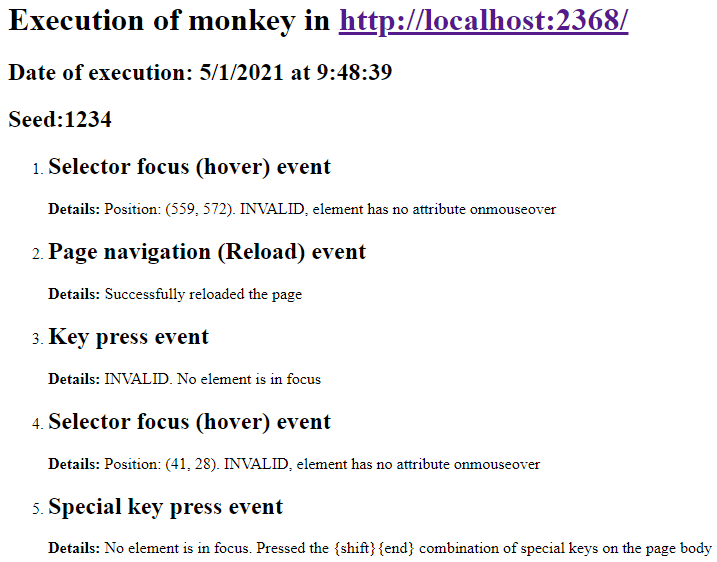 Execution of monkey in http://localhost:2368/
Date of execution: 5/1/2021 at 9:48:39
Seed:1234
1. Selector focus (hover) event
Details: Position: (559, 572). INVALID, element has no attribute onmouseover
2. Page navigation (Reload) event
Details: Successfully reloaded the page
3. Key press event
Details: INVALID. No element is in focus
4. Selector focus (hover) event
Details: Position: (41, 28). INVALID, element has no attribute onmouseover
5. Special key press event
Details: No element is in focus. Pressed the {shift}{end} combination of special keys on the page body